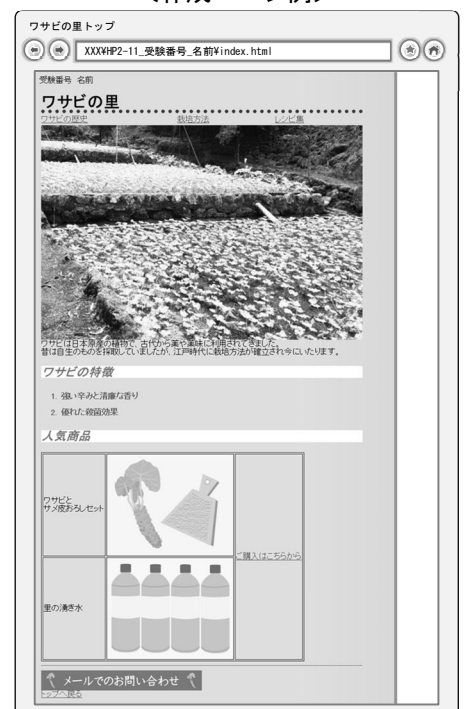 ワサビの里トップ
XXX¥HP2-11_受験番号_名前¥index.html
受験番号 名前
ワサビの里
ワサビの歴史 栽培方法 レシピ集
ワサビは日本原産の植物で、古代から薬や薬味に利用されてきました。
昔は自生のものを採取していましたが、江戸時代に栽培方法が確立され今にいたります。
ワサビの特徴
1. 強い辛みと清廉な香り
2. 優れた殺菌効果
人気商品
ワサビと
サメ皮おろしセット
ご購入はこちらから
里の湧き水
メールでのお問い合わせ
トップへ戻る